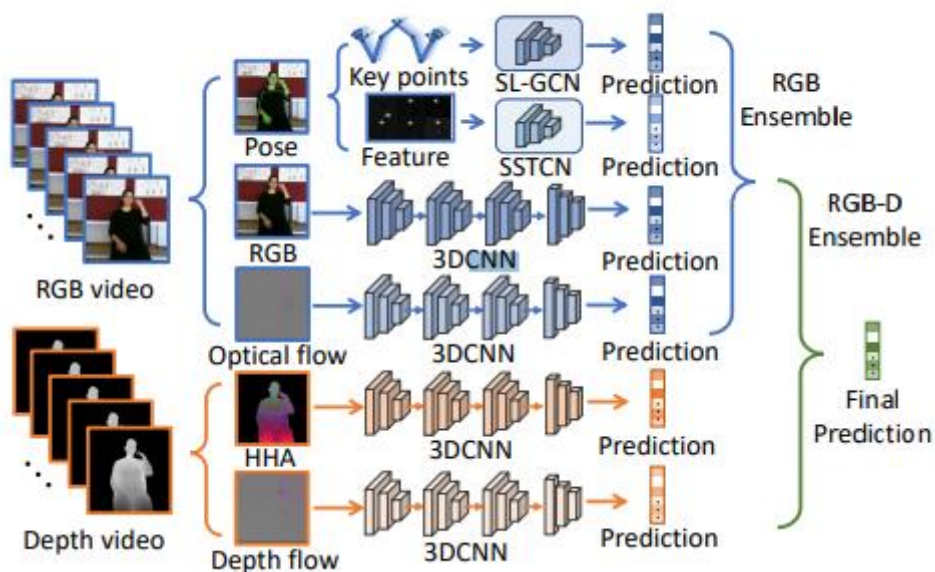 Key points
SL-GCN
Prediction
RGB
Ensemble
Pose
Feature
SSTCN
Prediction
RGB
3DCNN
Prediction
RGB-D
Ensemble
RGB video
Optical flow
3DCNN
Prediction
HHA
3DCNN
Prediction
Final
Prediction
Depth video
Depth flow
3DCNN
Prediction